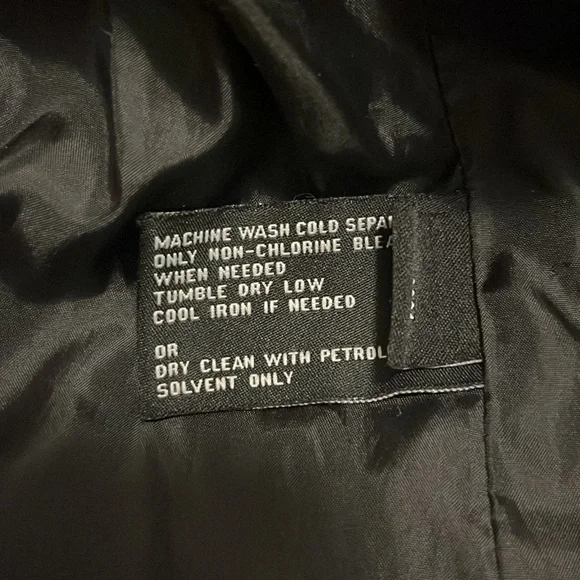 MACHINE WASH COLD SEPA
ONLY NON-CHLORINE BLEA
WHEN NEEDED
TUMBLE DRY LOW
COOL IRON IF NEEDED
OR
DRY CLEAN WITH PETROL
SOLVENT ONLY